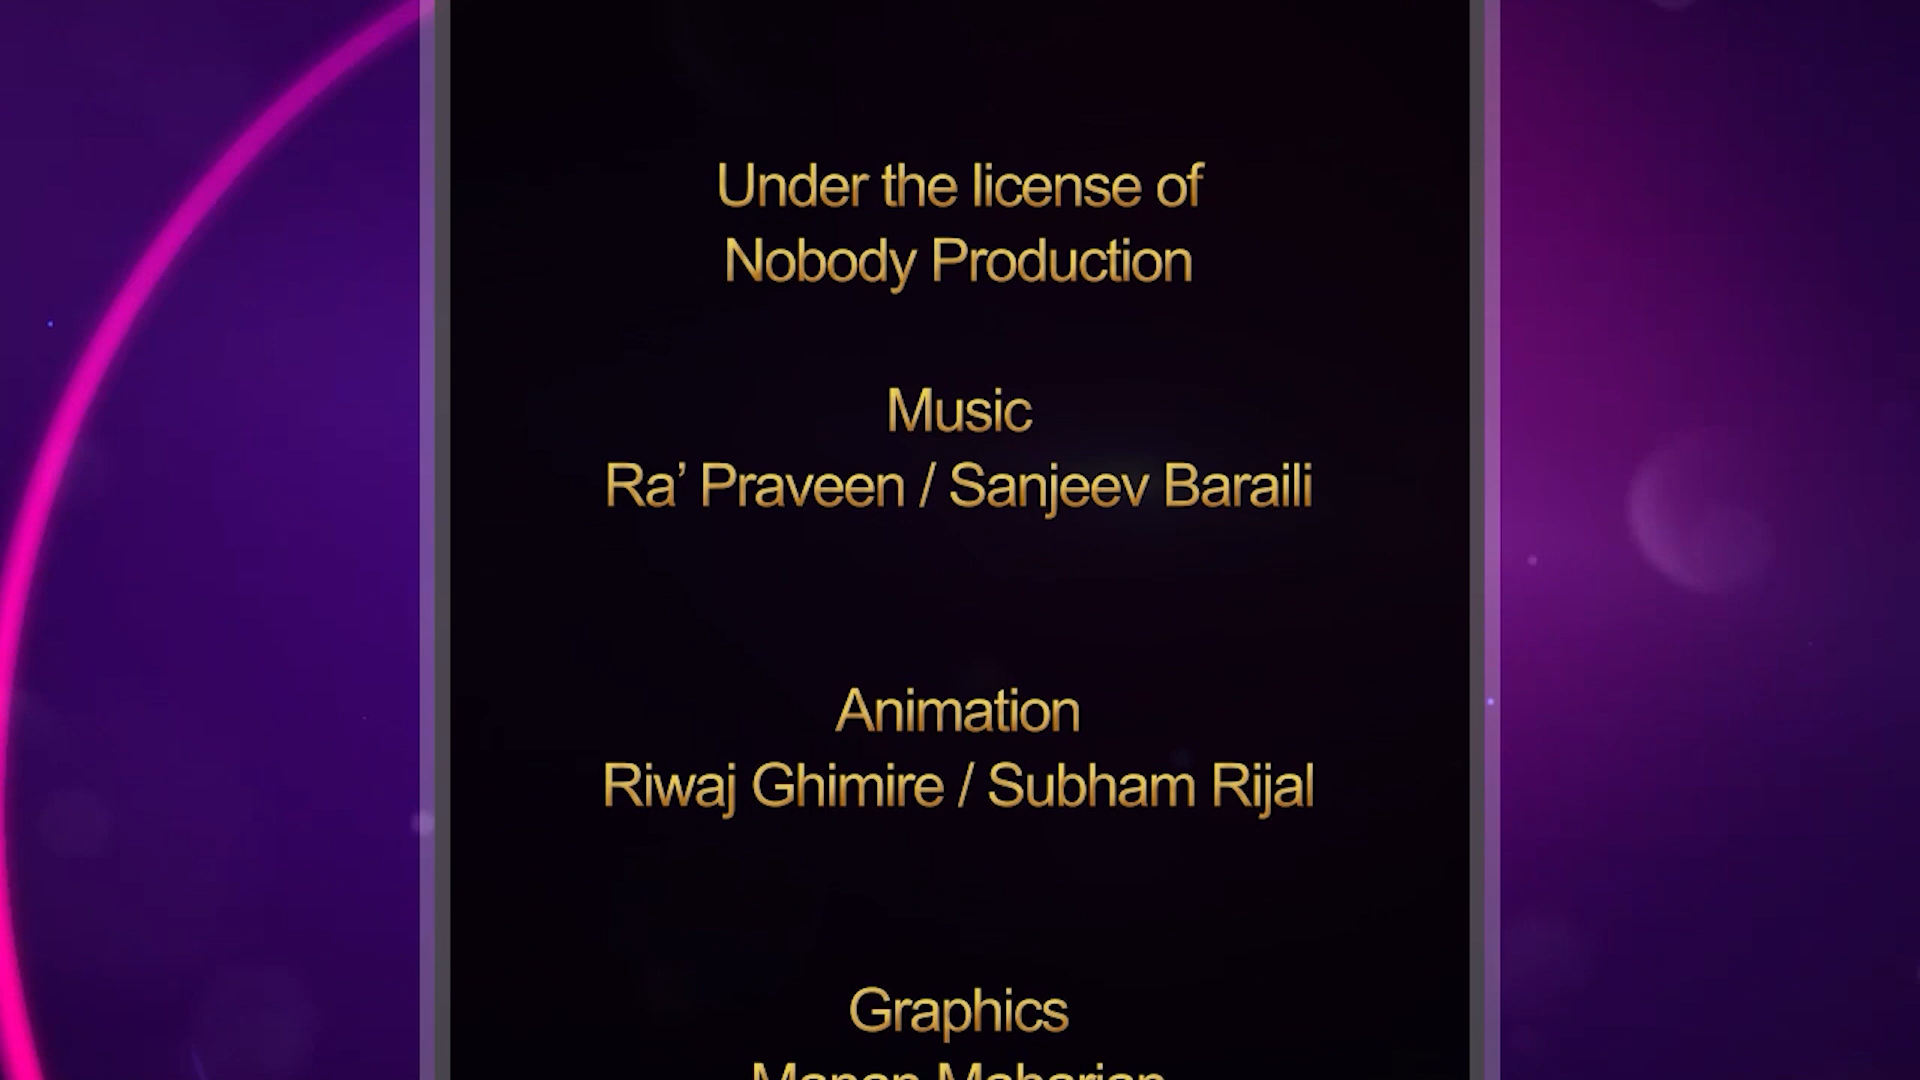 Under the license of
Nobody Production
Music
Ra’ Praveen / Sanjeev Baraili
Animation
Riwaj Ghimire / Subham Rijal
Graphics